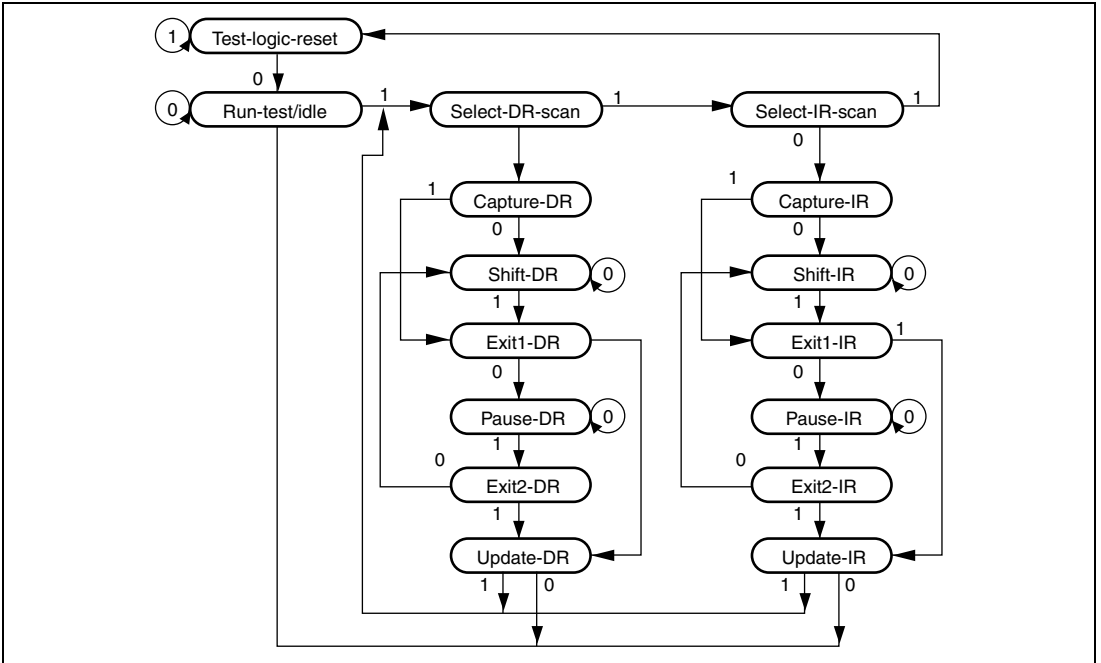 1 Test-logic-reset
0
0 Run-test/idle 1 Select-DR-scan 1 Select-IR-scan 1
0
1 Capture-DR 1 Capture-IR
0 0
Shift-DR 0 Shift-IR 0
1 1
Exit1-DR Exit1-IR 1
0 0
Pause-DR 0 Pause-IR 0
1 1
0 0
Exit2-DR Exit2-IR
1 1
Update-DR Update-IR
1 0 1 0